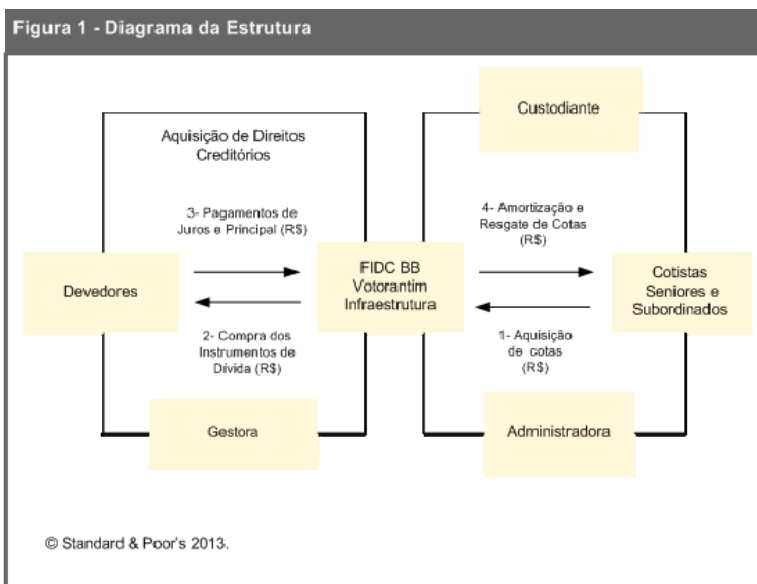 Figura 1 - Diagrama da Estrutura
Custodiante
Aquisição de Direitos
Creditórios
3- Pagamentos de
Juros e Principal (R$)
4- Amortização e
Resgate de Cotas
(R$)
Devedores
FIDC BB
Votorantim
Infraestrutura
Cotistas
Seniores e
Subordinados
2- Compra dos
Instrumentos de
Dívida (R$)
1- Aquisição
de cotas
(R$)
Gestora
Administradora
© Standard & Poor's 2013.